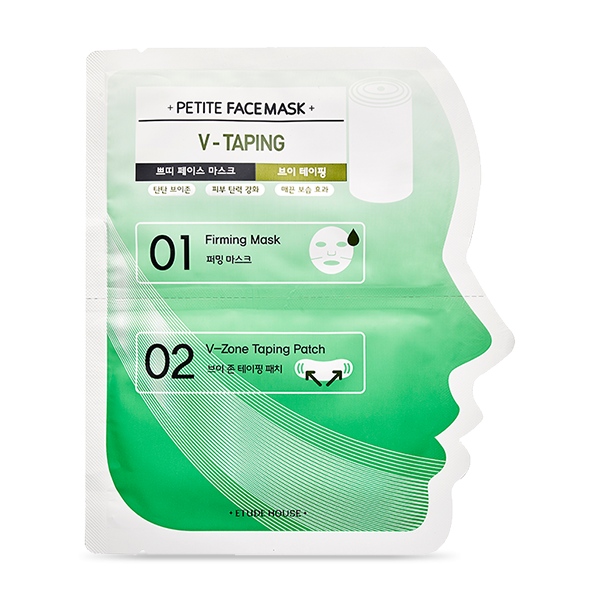 + PETITE FACE MASK +
V-TAPING
쁘띠 페이스 마스크 브이 테이핑
탄탄 브이존 피부 탄력 강화 매끈 보습 효과
01 Firming Mask
퍼밍 마스크
02 V-Zone Taping Patch
브이 존 테이핑 패치
• ETUDE HOUSE •